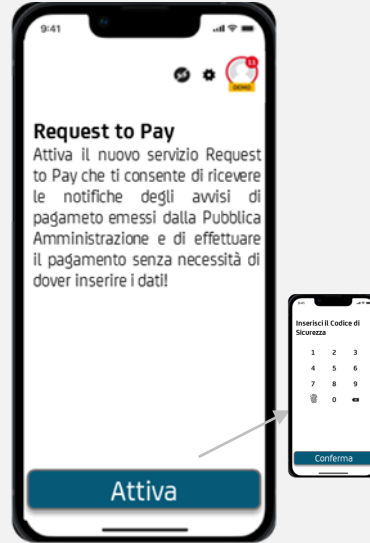 9:41
11
DEMO
Request to Pay
Attiva il nuovo servizio Request
to Pay che ti consente di ricevere
le notifiche degli avvisi di
pagameto emessi dalla Pubblica
Amministrazione e di effettuare
il pagamento senza necessità di
dover inserire i dati!
Attiva
Inserisci il Codice di
Sicurezza
1 2 3
4 5 6
7 8 9
0
Conferma